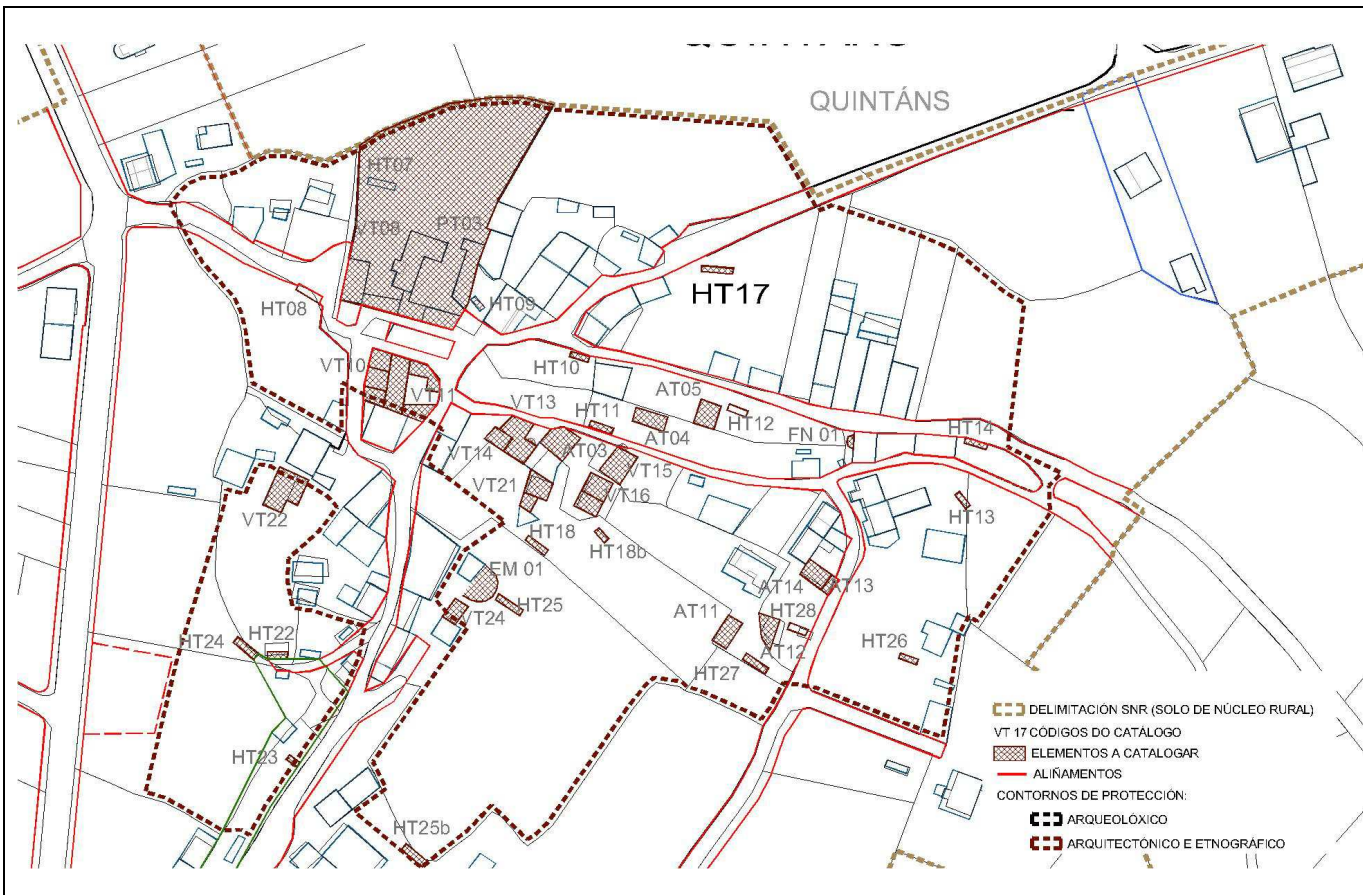 QUINTÁNS
QUINTÁNS
HT07
VT08
PT03
HT08
HT09
HT17
VT10
VT11
HT10
VT13
AT05
HT11
HT12
AT04
FN 01
HT14
VT14
AT03
VT15
VT21
VT16
VT22
HT18
HT18b
HT13
EM 01
HT25
VT24
AT14
AT13
AT11
HT28
AT12
HT24
HT22
HT26
HT27
HT23
HT25b
DELIMITACIÓN SNR (SOLO DE NÚCLEO RURAL)
VT 17 CÓDIGOS DO CATÁLOGO
ELEMENTOS A CATALOGAR
ALIÑAMENTOS
CONTORNOS DE PROTECCIÓN:
ARQUEOLÓXICO
ARQUITECTÓNICO E ETNOGRÁFICO